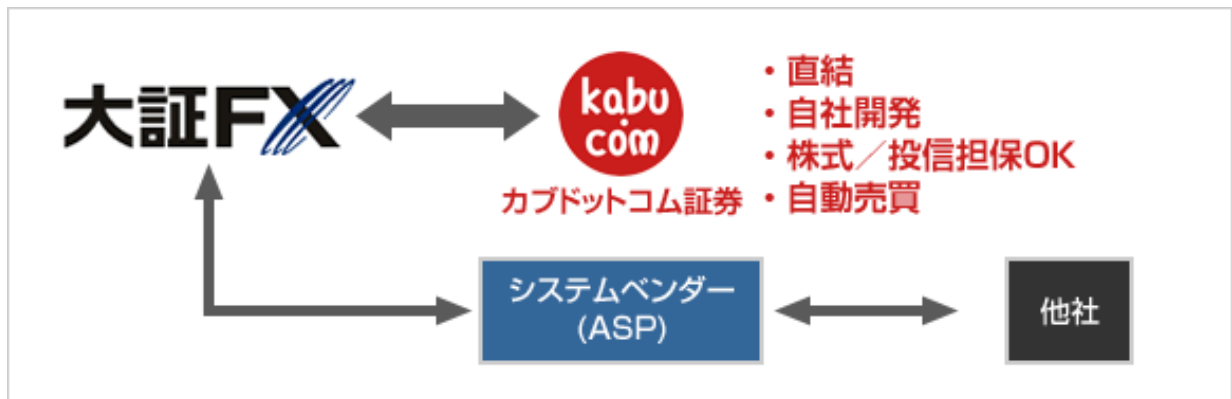 大証FX
kabu
.com
カブドットコム証券
・直結
・自社開発
・株式／投信担保OK
・自動売買
システムベンダー
(ASP)
他社